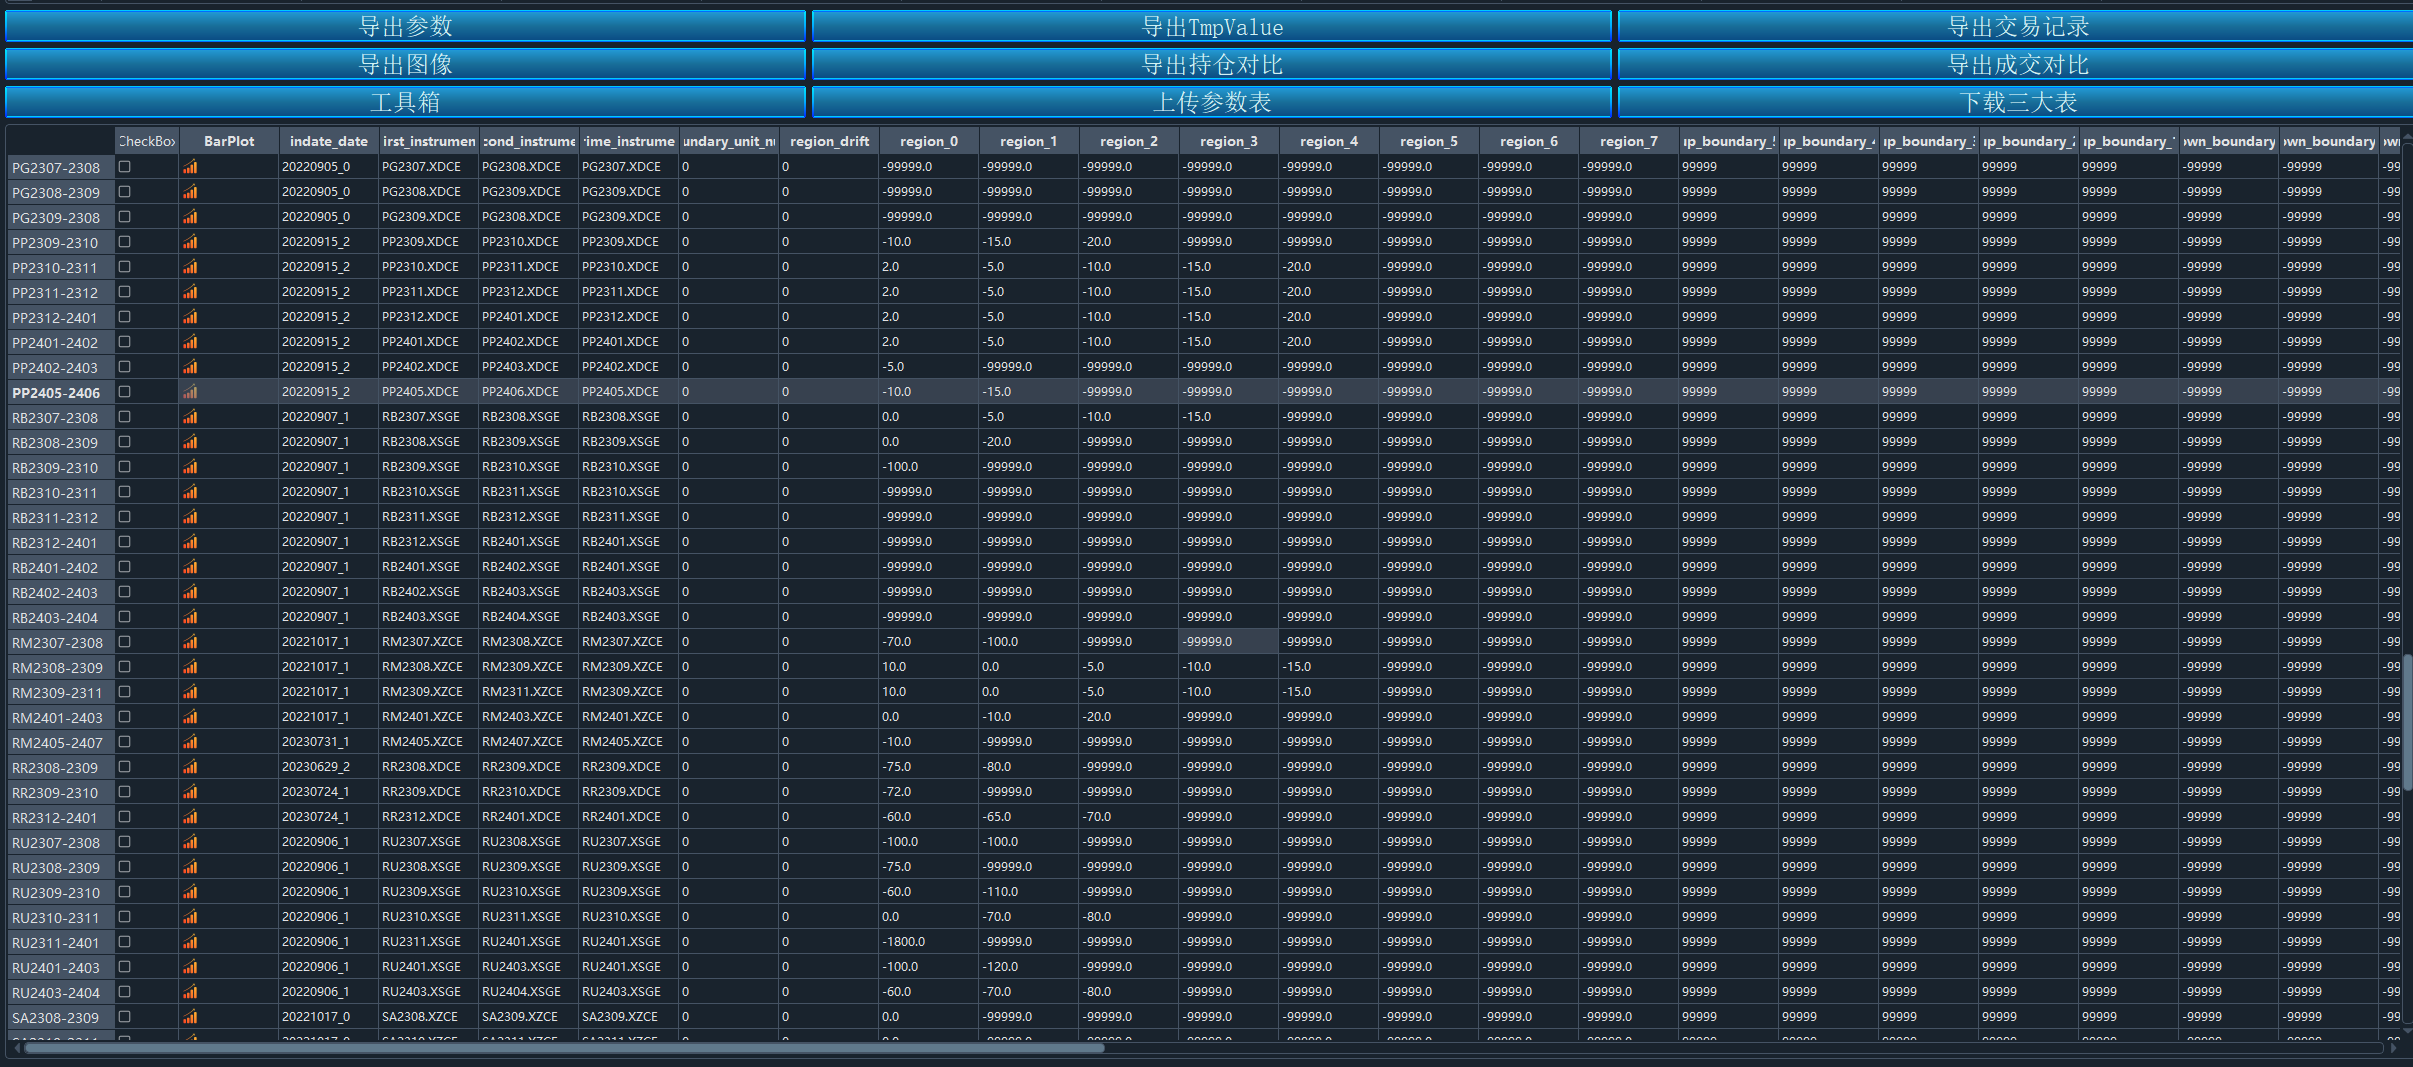 导出参数 导出TmpValue 导出交易记录
导出图像 导出持仓对比 导出成交对比
工具箱 上传参数表 下载三大表
CheckBox BarPlot indate_date irst_instrumen cond_instrume rime_instrume undary_unit_nu region_drift region_0 region_1 region_2 region_3 region_4 region_5 region_6 region_7 up_boundary_5 up_boundary_4 up_boundary_3 up_boundary_2 up_boundary_1 own_boundary own_boundary own
PG2307-2308 20220905_0 PG2307.XDCE PG2308.XDCE PG2307.XDCE 0 0 -99999.0 -99999.0 -99999.0 -99999.0 -99999.0 -99999.0 -99999.0 -99999.0 99999 99999 99999 99999 99999 -99999 -99999 -99
PG2308-2309 20220905_0 PG2308.XDCE PG2309.XDCE PG2308.XDCE 0 0 -99999.0 -99999.0 -99999.0 -99999.0 -99999.0 -99999.0 -99999.0 -99999.0 99999 99999 99999 99999 99999 -99999 -99999 -99
PG2309-2308 20220905_0 PG2309.XDCE PG2308.XDCE PG2309.XDCE 0 0 -99999.0 -99999.0 -99999.0 -99999.0 -99999.0 -99999.0 -99999.0 -99999.0 99999 99999 99999 99999 99999 -99999 -99999 -99
PP2309-2310 20220915_2 PP2309.XDCE PP2310.XDCE PP2309.XDCE 0 0 -10.0 -15.0 -20.0 -99999.0 -99999.0 -99999.0 -99999.0 -99999.0 99999 99999 99999 99999 99999 -99999 -99999 -99
PP2310-2311 20220915_2 PP2310.XDCE PP2311.XDCE PP2310.XDCE 0 0 2.0 -5.0 -10.0 -15.0 -20.0 -99999.0 -99999.0 -99999.0 99999 99999 99999 99999 99999 -99999 -99999 -99
PP2311-2312 20220915_2 PP2311.XDCE PP2312.XDCE PP2311.XDCE 0 0 2.0 -5.0 -10.0 -15.0 -20.0 -99999.0 -99999.0 -99999.0 99999 99999 99999 99999 99999 -99999 -99999 -99
PP2312-2401 20220915_2 PP2312.XDCE PP2401.XDCE PP2312.XDCE 0 0 2.0 -5.0 -10.0 -15.0 -20.0 -99999.0 -99999.0 -99999.0 99999 99999 99999 99999 99999 -99999 -99999 -99
PP2401-2402 20220915_2 PP2401.XDCE PP2402.XDCE PP2401.XDCE 0 0 2.0 -5.0 -10.0 -15.0 -20.0 -99999.0 -99999.0 -99999.0 99999 99999 99999 99999 99999 -99999 -99999 -99
PP2402-2403 20220915_2 PP2402.XDCE PP2403.XDCE PP2402.XDCE 0 0 -5.0 -99999.0 -99999.0 -99999.0 -99999.0 -99999.0 -99999.0 -99999.0 99999 99999 99999 99999 99999 -99999 -99999 -99
PP2405-2406 20220915_2 PP2405.XDCE PP2406.XDCE PP2405.XDCE 0 0 -10.0 -15.0 -99999.0 -99999.0 -99999.0 -99999.0 -99999.0 -99999.0 99999 99999 99999 99999 99999 -99999 -99999 -99
RB2307-2308 20220907_1 RB2307.XSGE RB2308.XSGE RB2308.XSGE 0 0 0.0 -5.0 -10.0 -15.0 -99999.0 -99999.0 -99999.0 -99999.0 99999 99999 99999 99999 99999 -99999 -99999 -99
RB2308-2309 20220907_1 RB2308.XSGE RB2309.XSGE RB2309.XSGE 0 0 0.0 -20.0 -99999.0 -99999.0 -99999.0 -99999.0 -99999.0 -99999.0 99999 99999 99999 99999 99999 -99999 -99999 -99
RB2309-2310 20220907_1 RB2309.XSGE RB2310.XSGE RB2310.XSGE 0 0 -100.0 -99999.0 -99999.0 -99999.0 -99999.0 -99999.0 -99999.0 -99999.0 99999 99999 99999 99999 99999 -99999 -99999 -99
RB2310-2311 20220907_1 RB2310.XSGE RB2311.XSGE RB2310.XSGE 0 0 -99999.0 -99999.0 -99999.0 -99999.0 -99999.0 -99999.0 -99999.0 -99999.0 99999 99999 99999 99999 99999 -99999 -99999 -99
RB2311-2312 20220907_1 RB2311.XSGE RB2312.XSGE RB2311.XSGE 0 0 -99999.0 -99999.0 -99999.0 -99999.0 -99999.0 -99999.0 -99999.0 -99999.0 99999 99999 99999 99999 99999 -99999 -99999 -99
RB2312-2401 20220907_1 RB2312.XSGE RB2401.XSGE RB2401.XSGE 0 0 -99999.0 -99999.0 -99999.0 -99999.0 -99999.0 -99999.0 -99999.0 -99999.0 99999 99999 99999 99999 99999 -99999 -99999 -99
RB2401-2402 20220907_1 RB2401.XSGE RB2402.XSGE RB2401.XSGE 0 0 -99999.0 -99999.0 -99999.0 -99999.0 -99999.0 -99999.0 -99999.0 -99999.0 99999 99999 99999 99999 99999 -99999 -99999 -99
RB2402-2403 20220907_1 RB2402.XSGE RB2403.XSGE RB2403.XSGE 0 0 -99999.0 -99999.0 -99999.0 -99999.0 -99999.0 -99999.0 -99999.0 -99999.0 99999 99999 99999 99999 99999 -99999 -99999 -99
RB2403-2404 20220907_1 RB2403.XSGE RB2404.XSGE RB2403.XSGE 0 0 -99999.0 -99999.0 -99999.0 -99999.0 -99999.0 -99999.0 -99999.0 -99999.0 99999 99999 99999 99999 99999 -99999 -99999 -99
RM2307-2308 20221017_1 RM2307.XZCE RM2308.XZCE RM2307.XZCE 0 0 -70.0 -100.0 -99999.0 -99999.0 -99999.0 -99999.0 -99999.0 -99999.0 99999 99999 99999 99999 99999 -99999 -99999 -99
RM2308-2309 20221017_1 RM2308.XZCE RM2309.XZCE RM2309.XZCE 0 0 10.0 0.0 -5.0 -10.0 -15.0 -99999.0 -99999.0 -99999.0 99999 99999 99999 99999 99999 -99999 -99999 -99
RM2309-2311 20221017_1 RM2309.XZCE RM2311.XZCE RM2309.XZCE 0 0 10.0 0.0 -5.0 -10.0 -15.0 -99999.0 -99999.0 -99999.0 99999 99999 99999 99999 99999 -99999 -99999 -99
RM2401-2403 20221017_1 RM2401.XZCE RM2403.XZCE RM2401.XZCE 0 0 0.0 -10.0 -20.0 -99999.0 -99999.0 -99999.0 -99999.0 -99999.0 99999 99999 99999 99999 99999 -99999 -99999 -99
RM2405-2407 20230731_1 RM2405.XZCE RM2407.XZCE RM2405.XZCE 0 0 -10.0 -99999.0 -99999.0 -99999.0 -99999.0 -99999.0 -99999.0 -99999.0 99999 99999 99999 99999 99999 -99999 -99999 -99
RR2308-2309 20230629_2 RR2308.XDCE RR2309.XDCE RR2309.XDCE 0 0 -75.0 -80.0 -99999.0 -99999.0 -99999.0 -99999.0 -99999.0 -99999.0 99999 99999 99999 99999 99999 -99999 -99999 -99
RR2309-2310 20230724_1 RR2309.XDCE RR2310.XDCE RR2309.XDCE 0 0 -72.0 -99999.0 -99999.0 -99999.0 -99999.0 -99999.0 -99999.0 -99999.0 99999 99999 99999 99999 99999 -99999 -99999 -99
RR2312-2401 20230724_1 RR2312.XDCE RR2401.XDCE RR2401.XDCE 0 0 -60.0 -65.0 -70.0 -99999.0 -99999.0 -99999.0 -99999.0 -99999.0 99999 99999 99999 99999 99999 -99999 -99999 -99
RU2307-2308 20220906_1 RU2307.XSGE RU2308.XSGE RU2307.XSGE 0 0 -100.0 -100.0 -99999.0 -99999.0 -99999.0 -99999.0 -99999.0 -99999.0 99999 99999 99999 99999 99999 -99999 -99999 -99
RU2308-2309 20220906_1 RU2308.XSGE RU2309.XSGE RU2309.XSGE 0 0 -75.0 -99999.0 -99999.0 -99999.0 -99999.0 -99999.0 -99999.0 -99999.0 99999 99999 99999 99999 99999 -99999 -99999 -99
RU2309-2310 20220906_1 RU2309.XSGE RU2310.XSGE RU2309.XSGE 0 0 -60.0 -110.0 -99999.0 -99999.0 -99999.0 -99999.0 -99999.0 -99999.0 99999 99999 99999 99999 99999 -99999 -99999 -99
RU2310-2311 20220906_1 RU2310.XSGE RU2311.XSGE RU2310.XSGE 0 0 0.0 -70.0 -80.0 -99999.0 -99999.0 -99999.0 -99999.0 -99999.0 99999 99999 99999 99999 99999 -99999 -99999 -99
RU2311-2401 20220906_1 RU2311.XSGE RU2401.XSGE RU2401.XSGE 0 0 -1800.0 -99999.0 -99999.0 -99999.0 -99999.0 -99999.0 -99999.0 -99999.0 99999 99999 99999 99999 99999 -99999 -99999 -99
RU2401-2403 20220906_1 RU2401.XSGE RU2403.XSGE RU2401.XSGE 0 0 -100.0 -120.0 -99999.0 -99999.0 -99999.0 -99999.0 -99999.0 -99999.0 99999 99999 99999 99999 99999 -99999 -99999 -99
RU2403-2404 20220906_1 RU2403.XSGE RU2404.XSGE RU2403.XSGE 0 0 -60.0 -70.0 -80.0 -99999.0 -99999.0 -99999.0 -99999.0 -99999.0 99999 99999 99999 99999 99999 -99999 -99999 -99
SA2308-2309 20221017_0 SA2308.XZCE SA2309.XZCE SA2309.XZCE 0 0 0.0 -99999.0 -99999.0 -99999.0 -99999.0 -99999.0 -99999.0 -99999.0 99999 99999 99999 99999 99999 -99999 -99999 -99